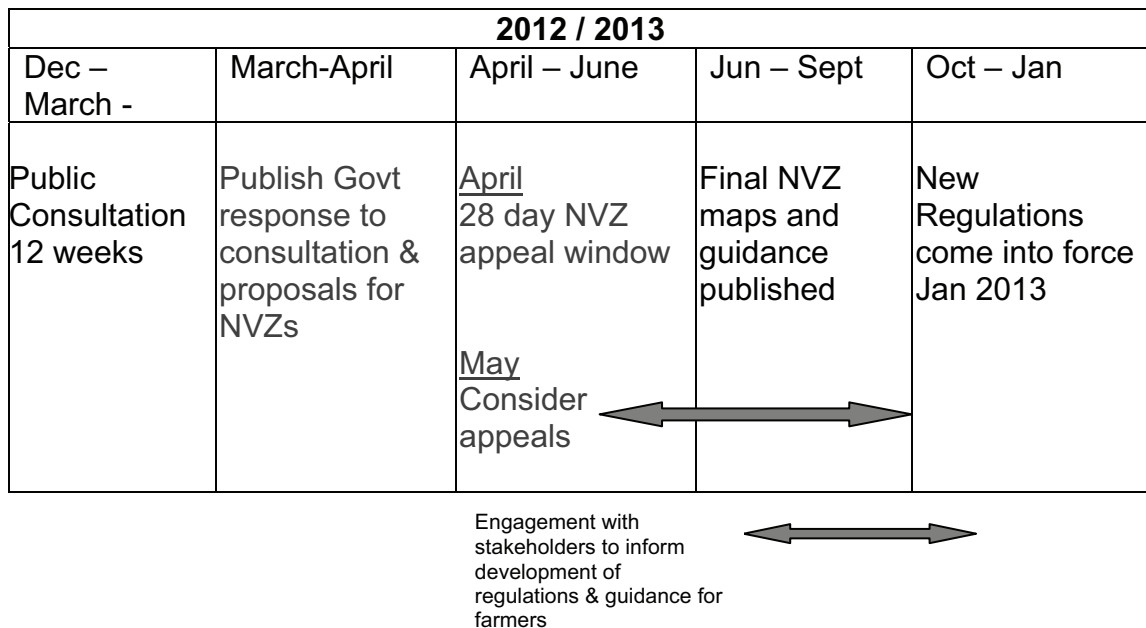 2012 / 2013
Dec –
March -
March-April
April – June
Jun – Sept
Oct – Jan
Public
Consultation
12 weeks
Publish Govt
response to
consultation &
proposals for
NVZs
April
28 day NVZ
appeal window
May
Consider
appeals
Final NVZ
maps and
guidance
published
New
Regulations
come into force
Jan 2013
Engagement with
stakeholders to inform
development of
regulations & guidance for
farmers